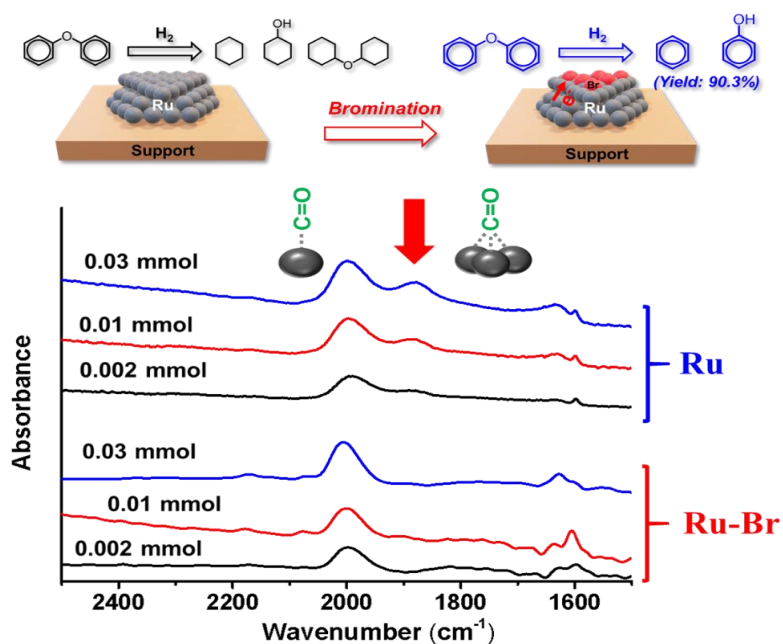 H2
OH
O
O
Ru
Support
Bromination
H2
OH
O
(Yield: 90.3%)
Br
e
Ru
Support
C=O
C=O
0.03 mmol
0.01 mmol
0.002 mmol
Ru
0.03 mmol
0.01 mmol
0.002 mmol
Ru-Br
Absorbance
2400 2200 2000 1800 1600
Wavenumber (cm-1)